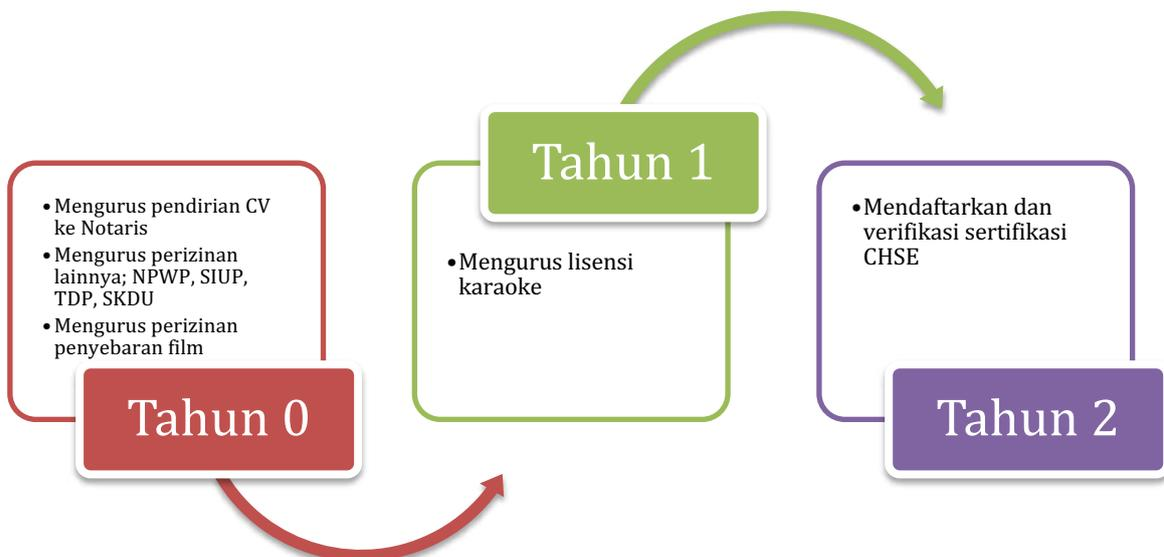 • Mengurus pendirian CV
ke Notaris
• Mengurus perizinan
lainnya; NPWP, SIUP,
TDP, SKDU
• Mengurus perizinan
penyebaran film
Tahun 0
Tahun 1
• Mengurus lisensi
karaoke
• Mendaftarkan dan
verifikasi sertifikasi
CHSE
Tahun 2